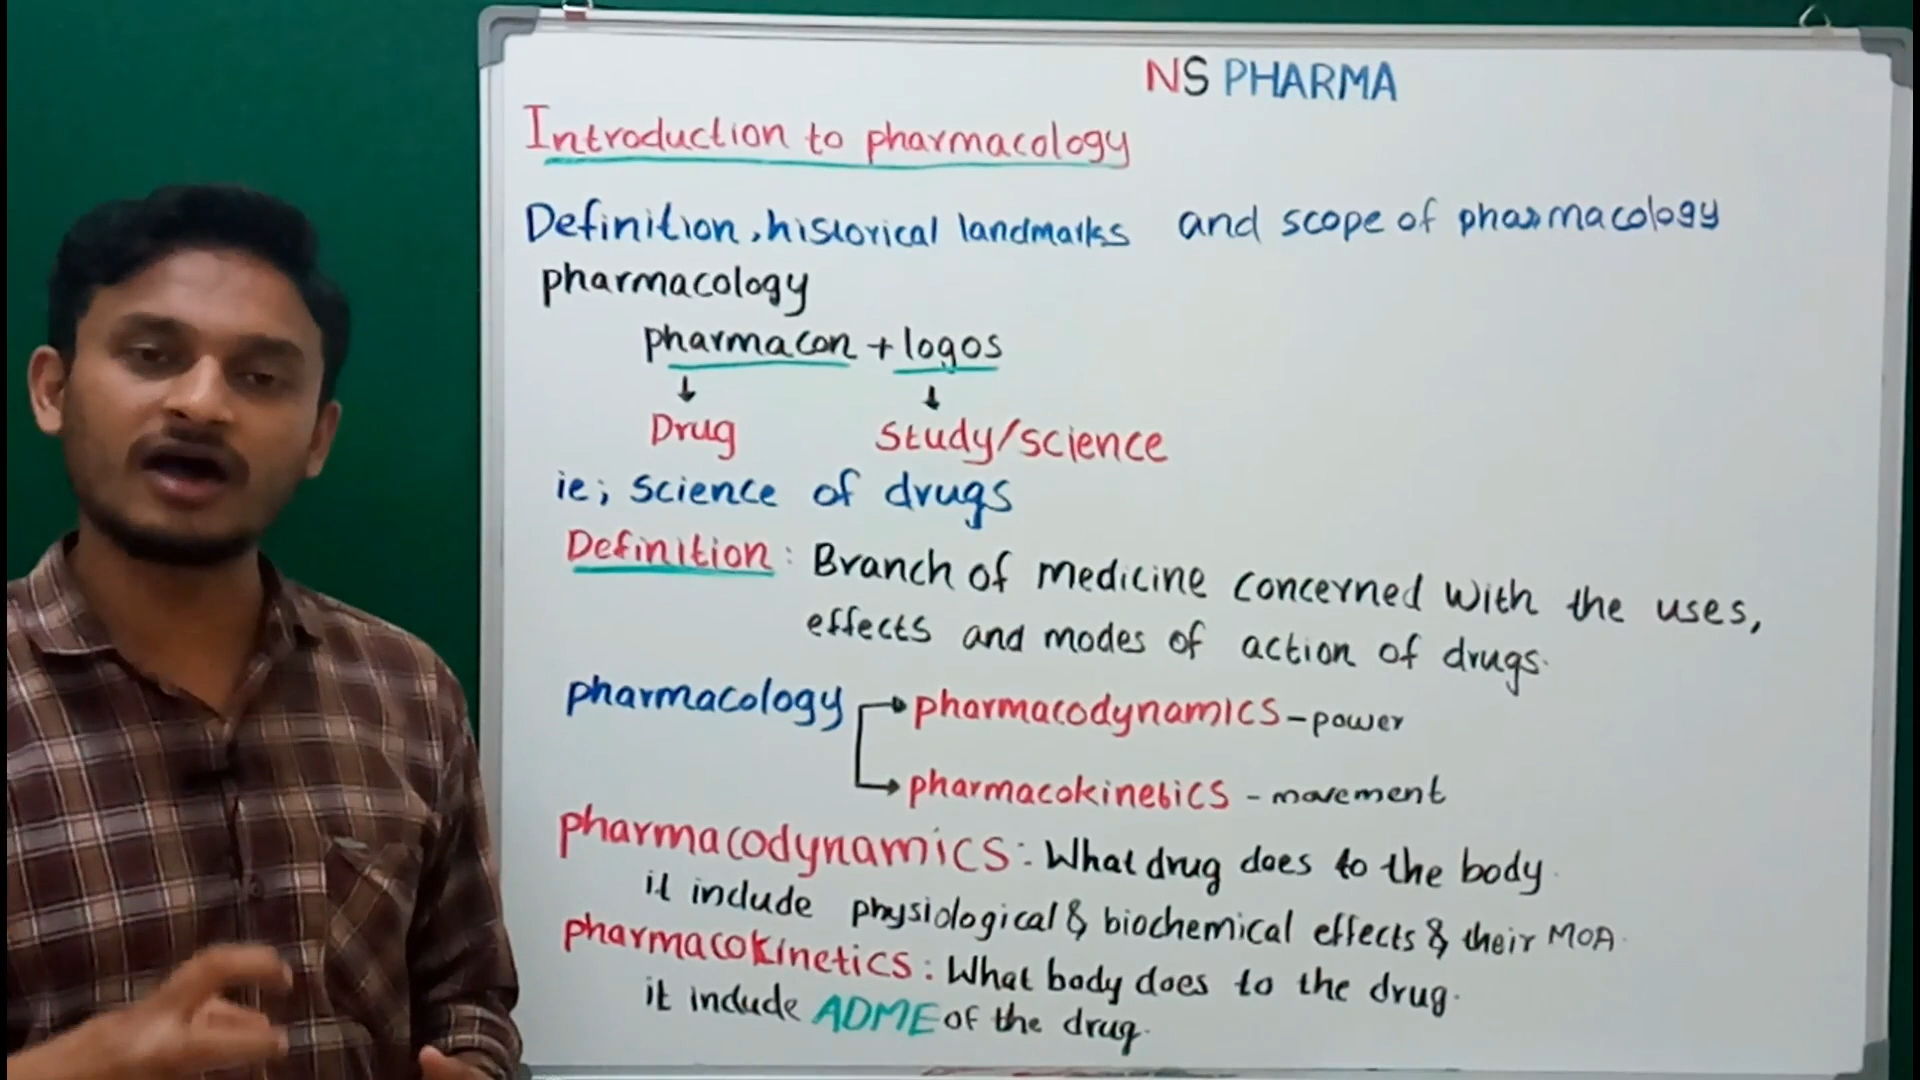 NS PHARMA
Introduction to pharmacology
Definition, historical landmarks and scope of pharmacology
pharmacology
pharmacon + logos
Drug Study/science
ie; science of drugs
Definition: Branch of medicine concerned with the uses,
effects and modes of action of drugs.
pharmacology pharmacodynamics - power
pharmacokinetics - movement
pharmacodynamics: What drug does to the body.
it include physiological & biochemical effects & their MOA.
pharmacokinetics: What body does to the drug.
it include ADME of the drug.